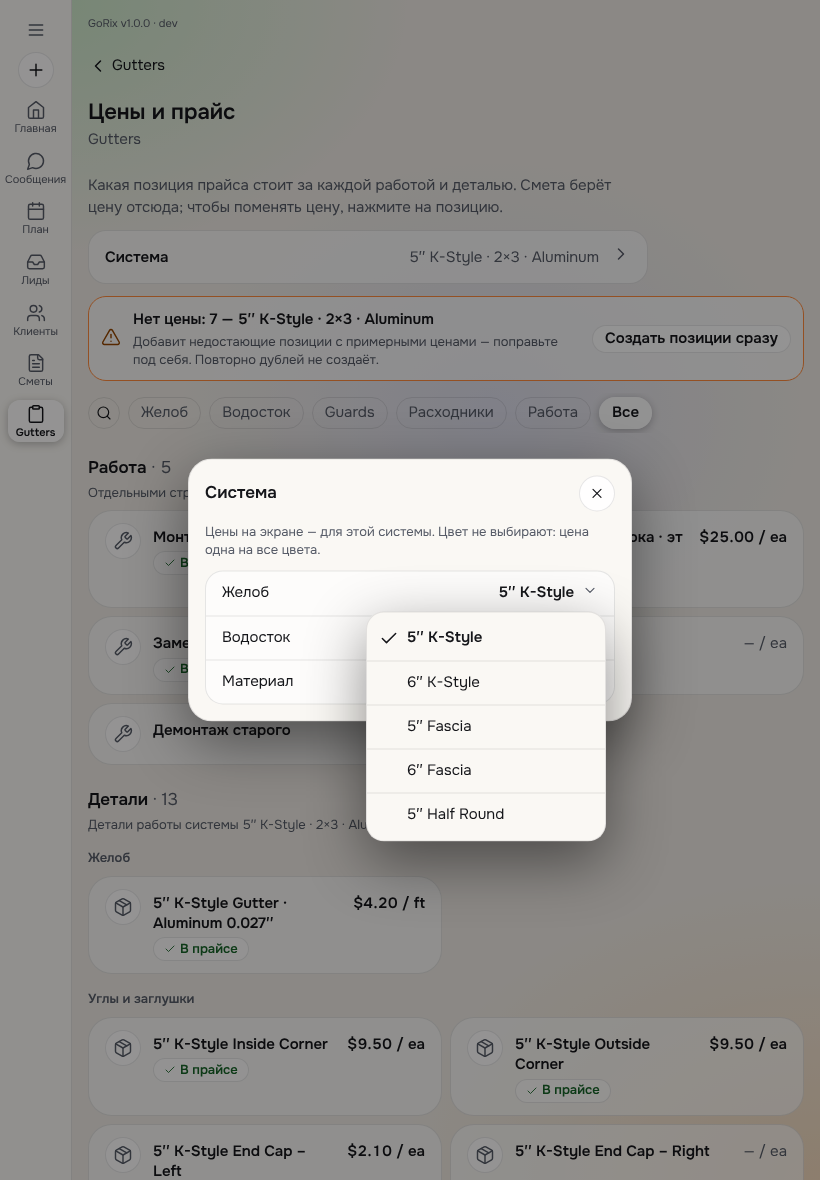 GoRix v1.0.0 · dev
Gutters
Главная
Сообщения
План
Лиды
Клиенты
Сметы
Gutters
Цены и прайс
Gutters
Какая позиция прайса стоит за каждой работой и деталью. Смета берёт
цену отсюда; чтобы поменять цену, нажмите на позицию.
Система 5″ K-Style · 2×3 · Aluminum
Нет цены: 7 — 5″ K-Style · 2×3 · Aluminum
Добавит недостающие позиции с примерными ценами — поправьте
под себя. Повторно дублей не создаёт.
Создать позиции сразу
Желоб Водосток Guards Расходники Работа Все
Работа · 5
Отдельными
$25.00 / ea
— / ea
Демонтаж старого
Система
Цены на экране — для этой системы. Цвет не выбирают: цена
одна на все цвета.
Желоб 5″ K-Style
Водосток
Материал
5″ K-Style
6″ K-Style
5″ Fascia
6″ Fascia
5″ Half Round
Детали · 13
Детали работы системы 5″ K-Style · 2×3 ·
Желоб
5″ K-Style Gutter · $4.20 / ft
Aluminum 0.027″
В прайсе
Углы и заглушки
5″ K-Style Inside Corner $9.50 / ea
В прайсе
5″ K-Style Outside $9.50 / ea
Corner
В прайсе
5″ K-Style End Cap – $2.10 / ea
Left
5″ K-Style End Cap – Right — / ea